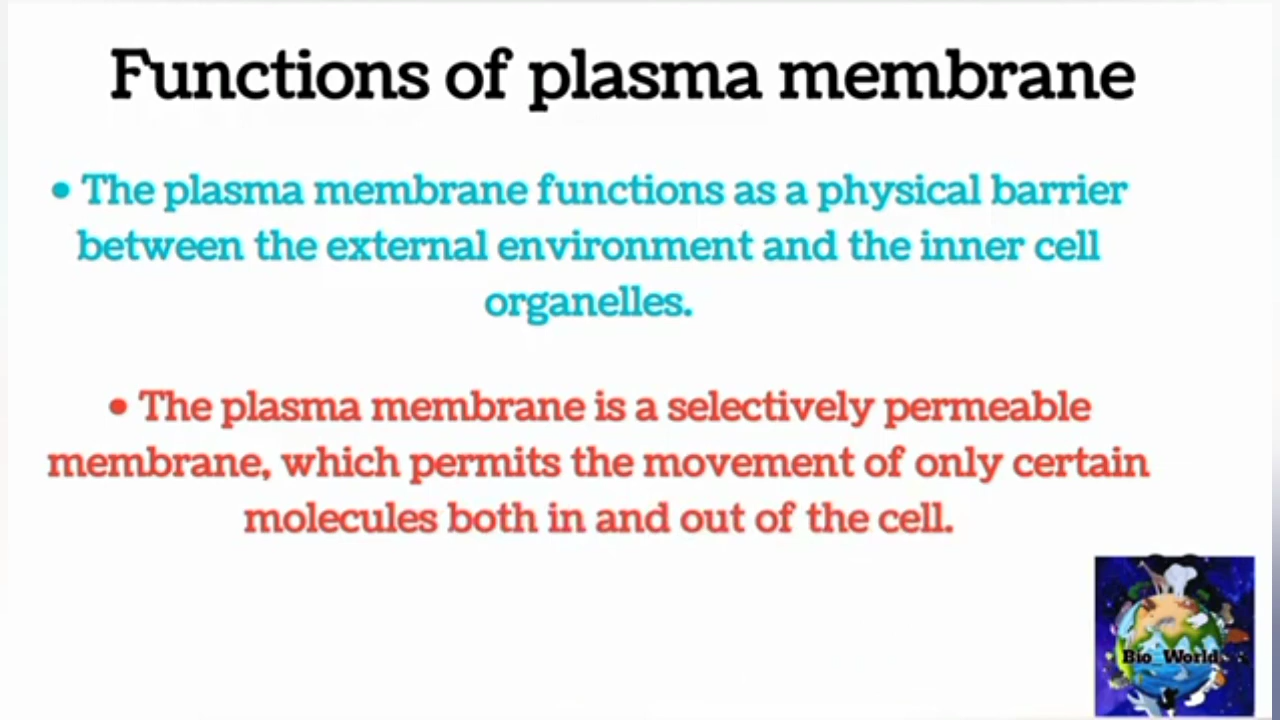 Functions of plasma membrane
• The plasma membrane functions as a physical barrier
between the external environment and the inner cell
organelles.
• The plasma membrane is a selectively permeable
membrane, which permits the movement of only certain
molecules both in and out of the cell.
Bio World